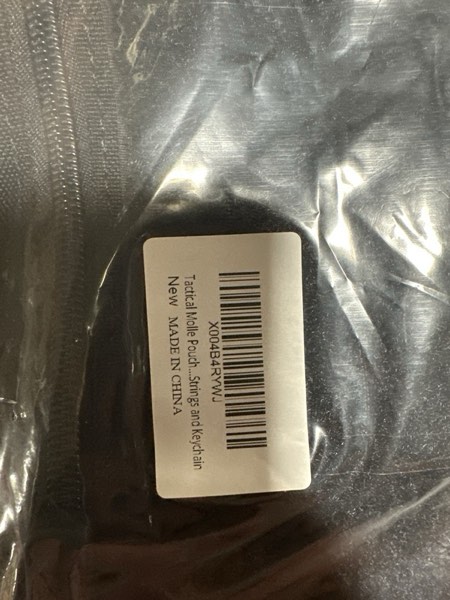 X004B4RYWJ
Tactical Molle Pouch...Strings and Keychain
New MADE IN CHINA